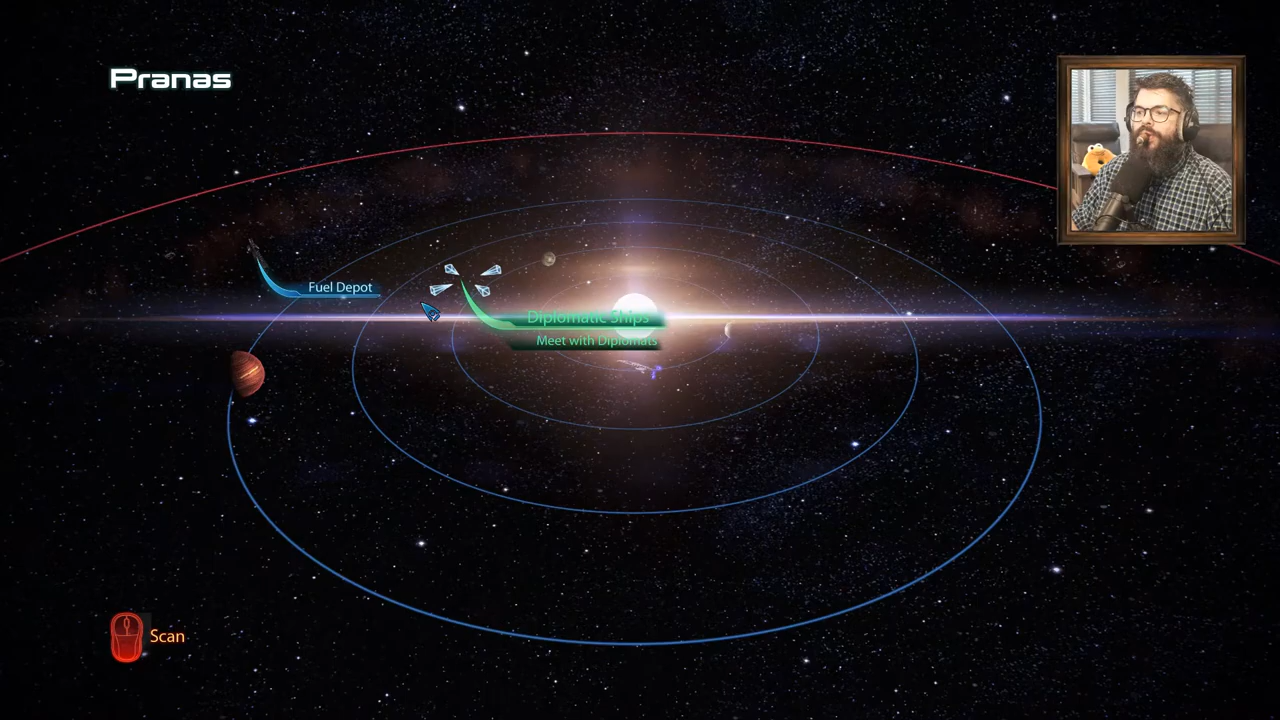 Pranas
Fuel Depot
Diplomatic Ships
Meet with Diplomats
Scan